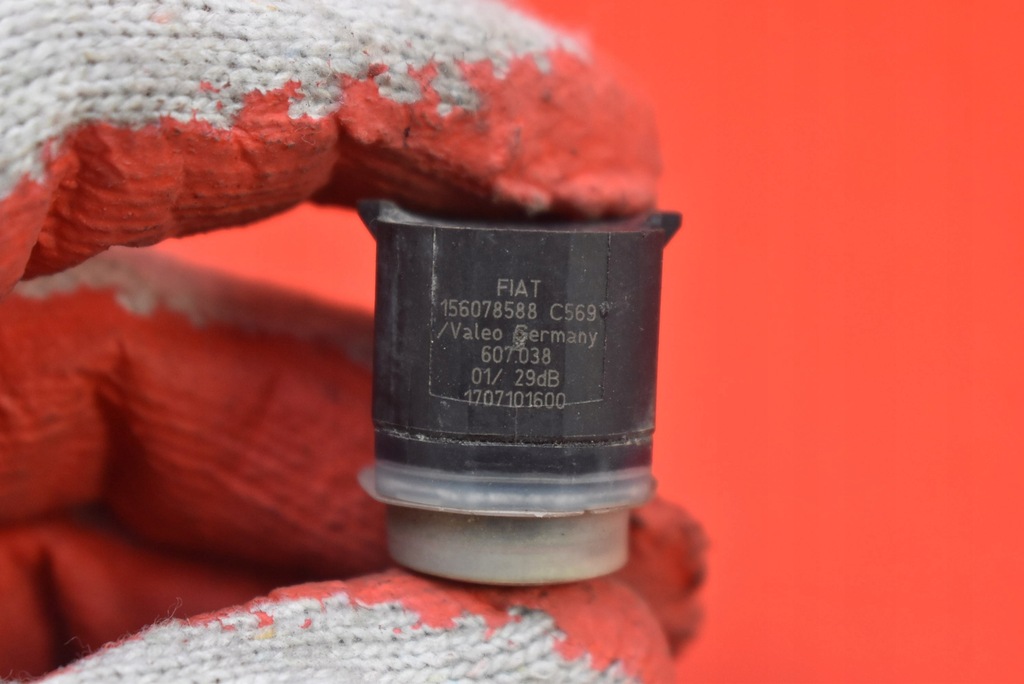 FIAT
156078588 C569
/Valeo Germany
607.038
01/ 29dB
1707101600